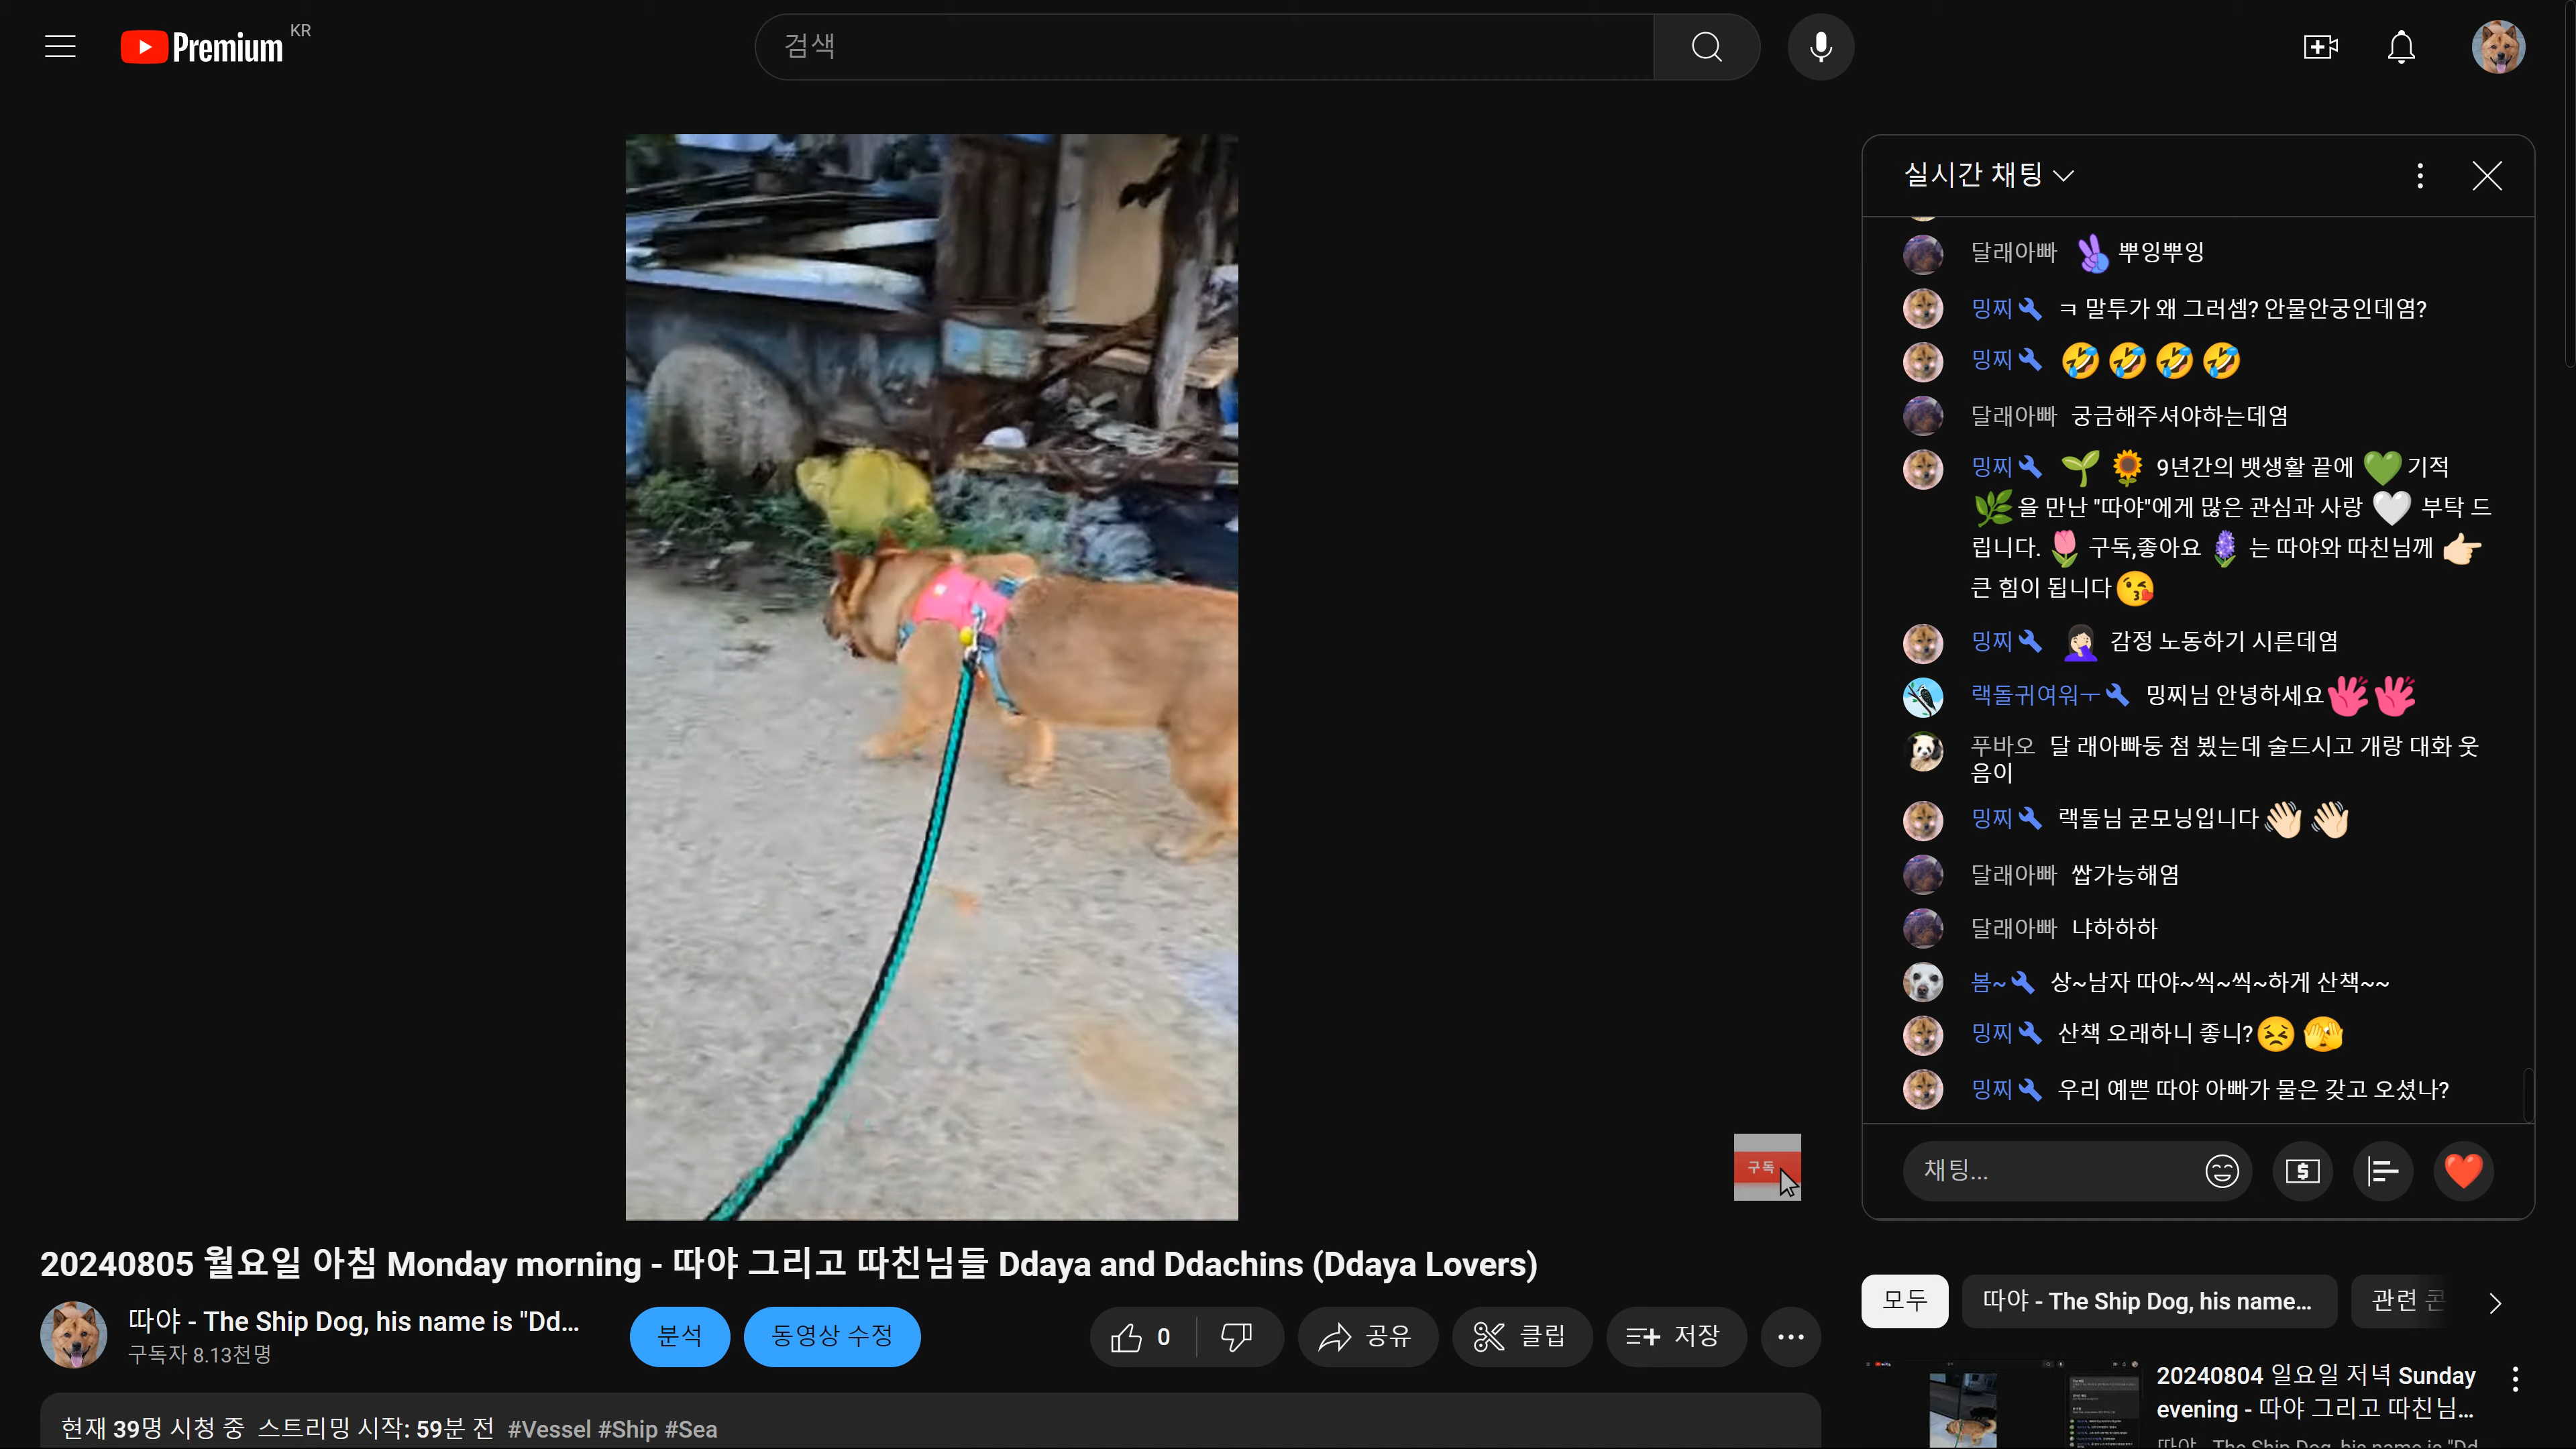 Premium KR
검색
실시간 채팅
달래아빠 뿌잉뿌잉
밍찌 ㅋ 말투가 왜 그러셈? 안물안궁인데염?
밍찌
달래아빠 궁금해주셔야하는데염
밍찌 9년간의 뱃생활 끝에 기적
을 만난 "따야"에게 많은 관심과 사랑 부탁 드
립니다. 구독,좋아요 는 따야와 따친님께
큰 힘이 됩니다
밍찌 감정 노동하기 시른데염
랙돌귀여워ㅜ 밍찌님 안녕하세요
푸바오 달 래아빠둥 첨 뵜는데 술드시고 개랑 대화 웃
음이
밍찌 랙돌님 굳모닝입니다
달래아빠 쌉가능해염
달래아빠 냐하하하
봄~ 상~남자 따야~씩~씩~하게 산책~~
밍찌 산책 오래하니 좋니?
밍찌 우리 예쁜 따야 아빠가 물은 갖고 오셨나?
구독
채팅...
20240805 월요일 아침 Monday morning - 따야 그리고 따친님들 Ddaya and Ddachins (Ddaya Lovers)
따야 - The Ship Dog, his name is "Dd...
구독자 8.13천명
분석
동영상 수정
0
공유
클립
저장
현재 39명 시청 중 스트리밍 시작: 59분 전 #Vessel #Ship #Sea
모두
따야 - The Ship Dog, his name...
관련
20240804 일요일 저녁 Sunday
evening - 따야 그리고 따친님...